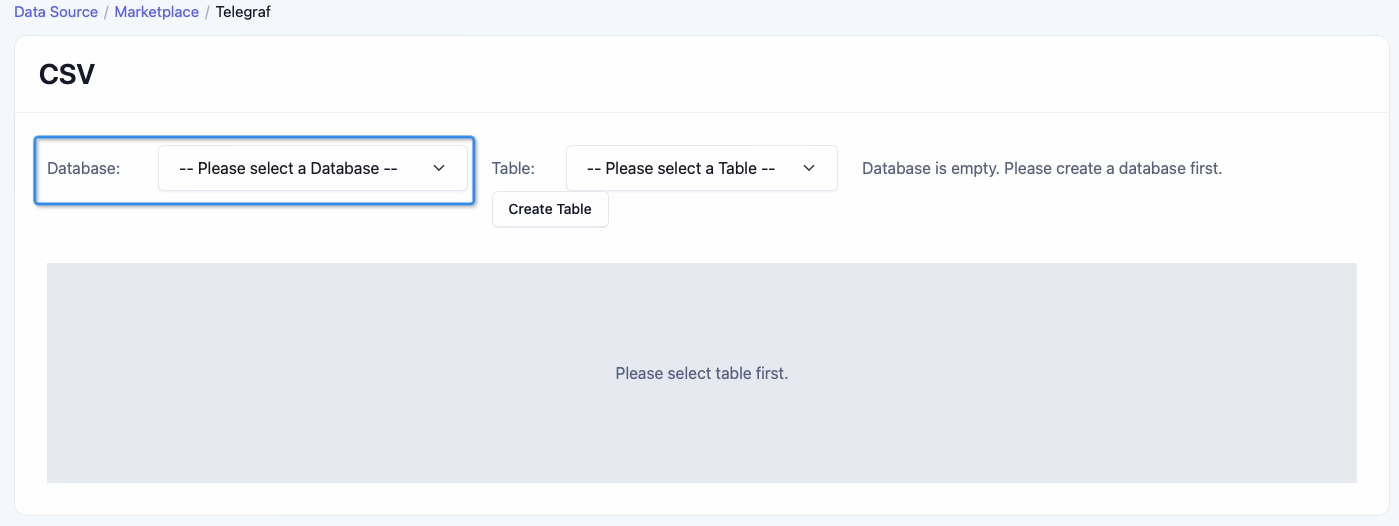 Data Source / Marketplace / Telegraf
CSV
Database: -- Please select a Database -- Table: -- Please select a Table -- Database is empty. Please create a database first.
Create Table
Please select table first.